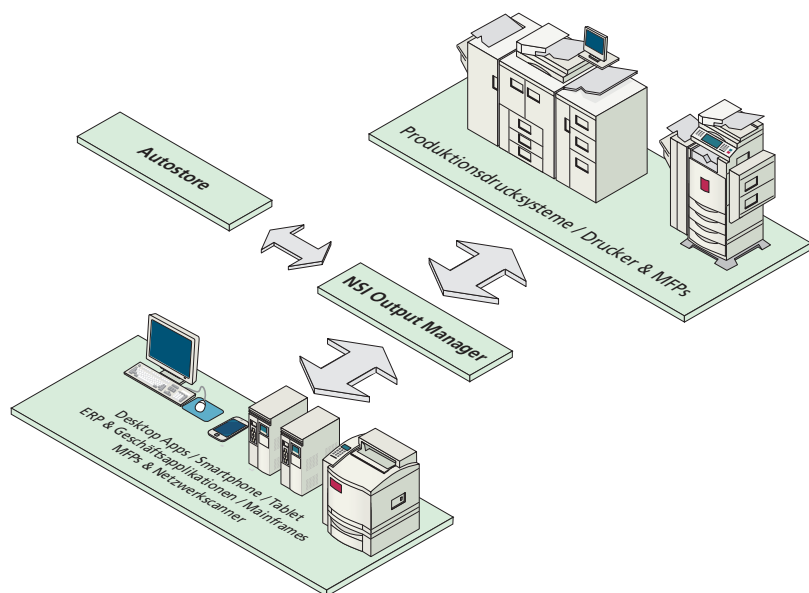 Produktionsdrucksysteme / Drucker & MFPs
Autostore
NSI Output Manager
Desktop Apps / Smartphone / Tablet
ERP & Geschäftsapplikationen / Mainframes
MFPs & Netzwerkscanner